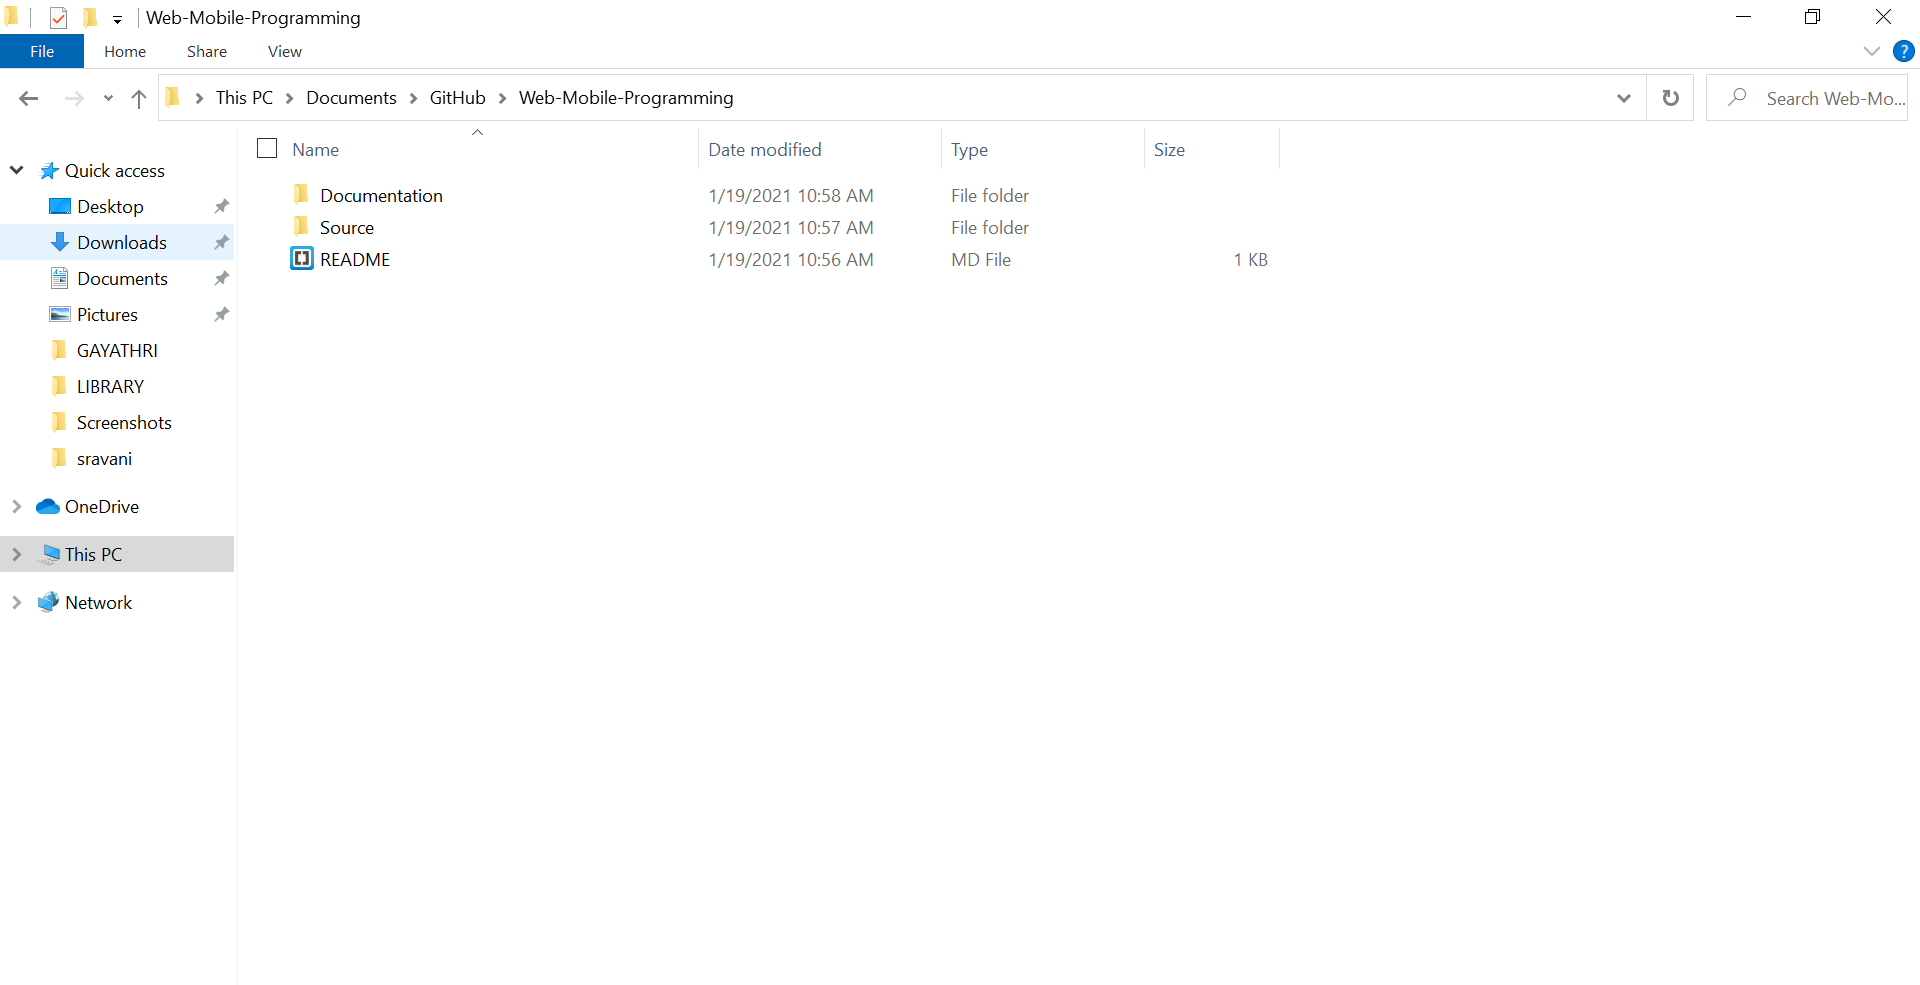 Web-Mobile-Programming
File Home Share View ?
This PC Documents GitHub Web-Mobile-Programming Search Web-Mo...
Name Date modified Type Size
Quick access
Desktop
Downloads
Documents
Pictures
GAYATHRI
LIBRARY
Screenshots
sravani
OneDrive
This PC
Network
Documentation 1/19/2021 10:58 AM File folder
Source 1/19/2021 10:57 AM File folder
README 1/19/2021 10:56 AM MD File 1 KB